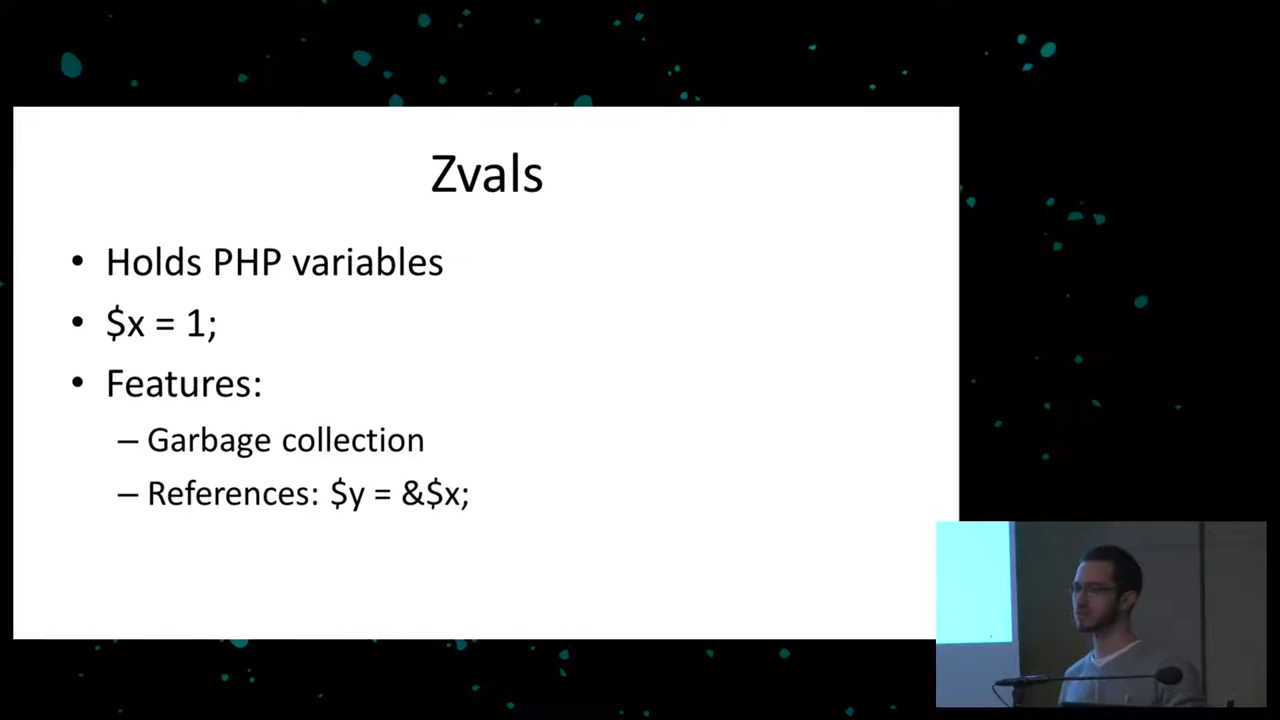 Zvals
• Holds PHP variables
• $x = 1;
• Features:
– Garbage collection
– References: $y = &$x;